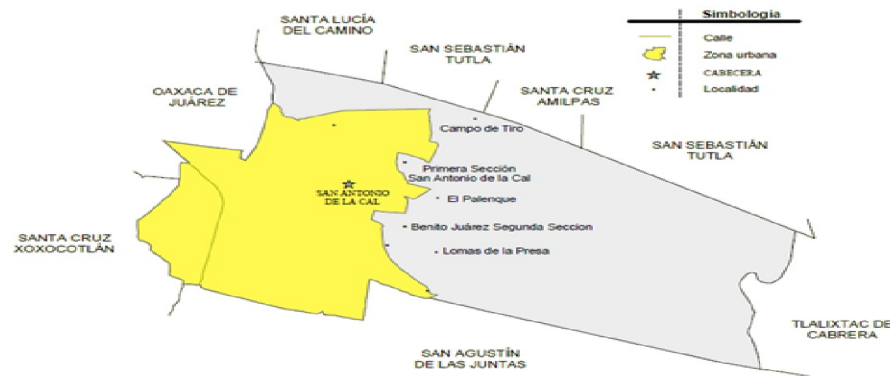 SANTA LUCÍA
DEL CAMINO
SAN SEBASTIÁN
TUTLA
Simbologia
Calle
Zona urbana
CABECERA
Localidad
OAXACA DE
JUÁREZ
SANTA CRUZ
AMILPAS
Campo de Tiro
SAN SEBASTIÁN
TUTLA
Primera Sección
San Antonio de la Cal
SAN ANTONIO
DE LA CAL
El Palenque
Benito Juárez Segunda Seccion
SANTA CRUZ
XOXOCOTLÁN
Lomas de la Presa
TLALIXTAC DE
CABRERA
SAN AGUSTÍN
DE LAS JUNTAS